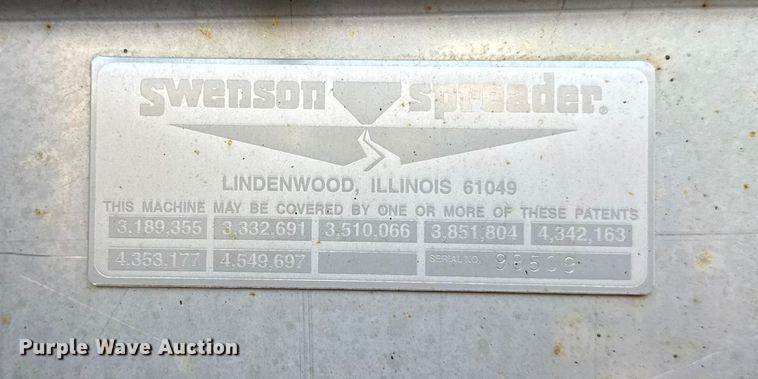 Swenson spreader®
LINDENWOOD, ILLINOIS 61049
THIS MACHINE MAY BE COVERED BY ONE OR MORE OF THESE PATENTS
3,189,355 3,332,691 3,510,066 3,851,804 4,342,163
4,353,177 4,549,697 SERIAL NO.
Purple Wave Auction